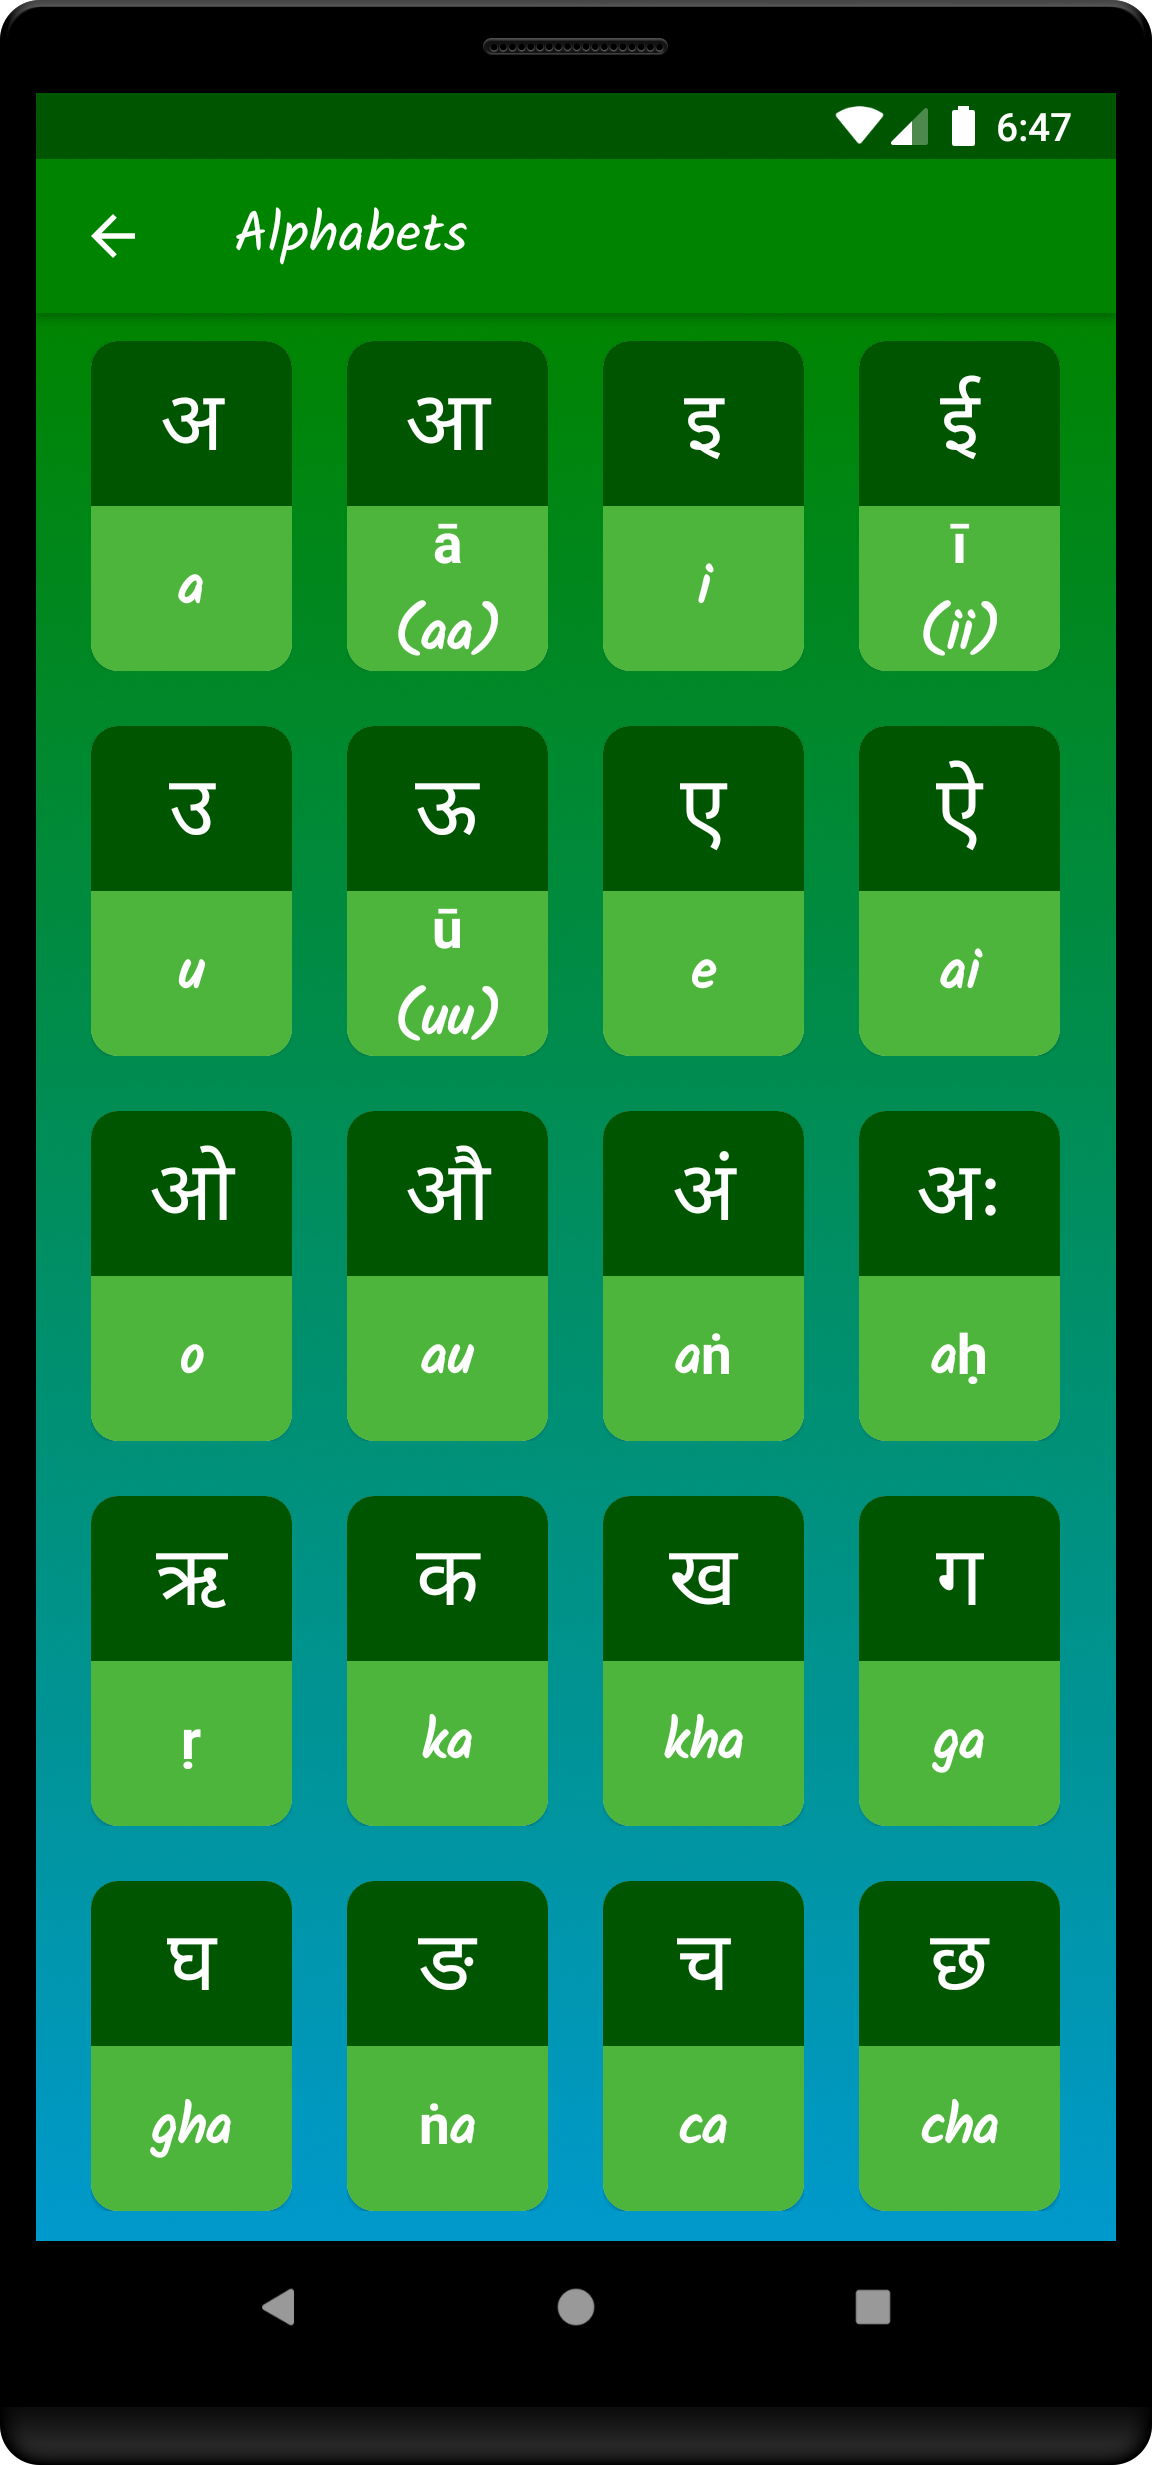 6:47
Alphabets
अ आ इ ई
a ā (aa) i ī (ii)
उ ऊ ए ऐ
u ū (uu) e ai
ओ औ अं अः
o au aṅ aḥ
ऋ क ख ग
ṛ ka kha ga
घ ङ च छ
gha ṅa ca cha